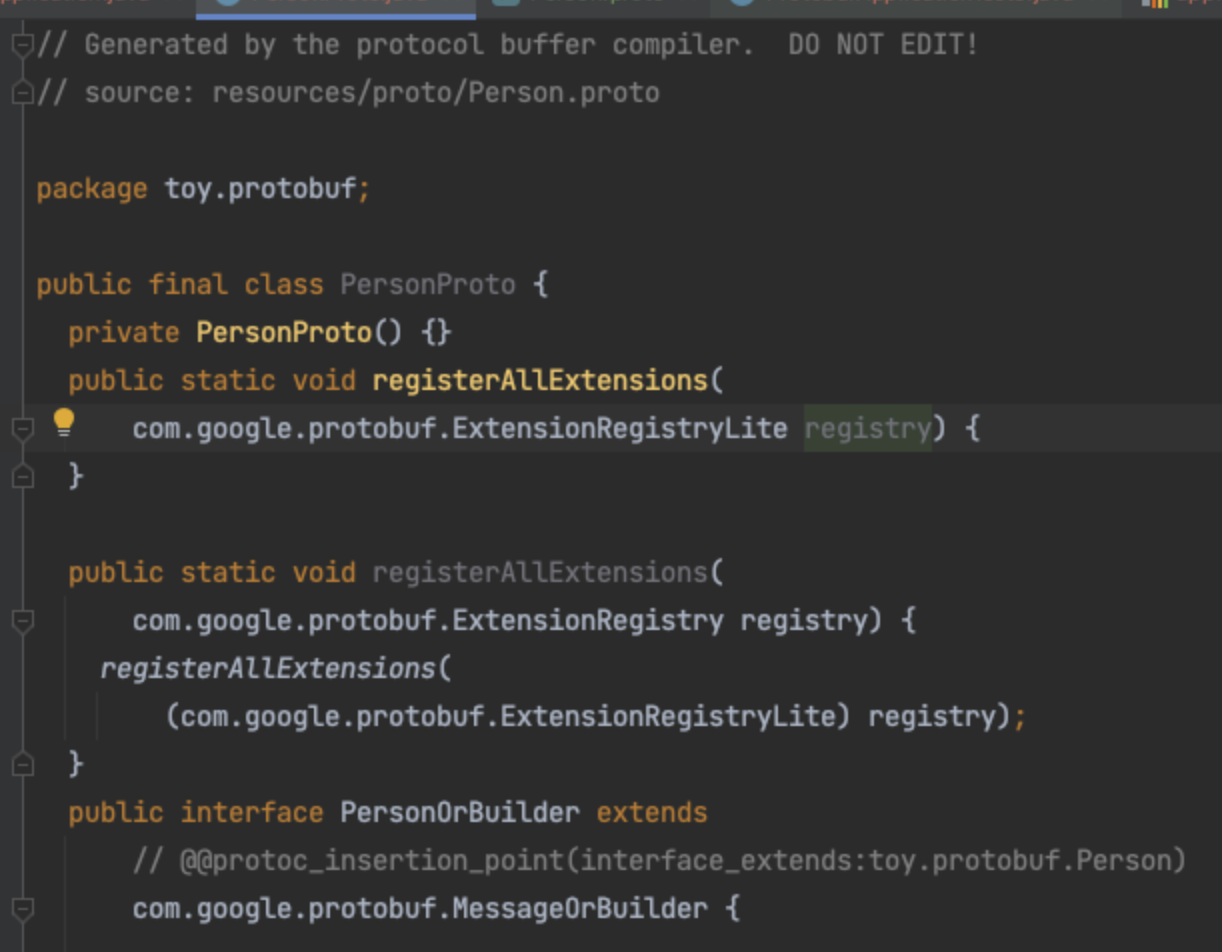 // Generated by the protocol buffer compiler.  DO NOT EDIT!
// source: resources/proto/Person.proto
package toy.protobuf;
public final class PersonProto {
private PersonProto() {}
public static void registerAllExtensions(
com.google.protobuf.ExtensionRegistryLite registry) {
}
public static void registerAllExtensions(
com.google.protobuf.ExtensionRegistry registry) {
registerAllExtensions(
(com.google.protobuf.ExtensionRegistryLite) registry);
}
public interface PersonOrBuilder extends
// @@protoc_insertion_point(interface_extends:toy.protobuf.Person)
com.google.protobuf.MessageOrBuilder {